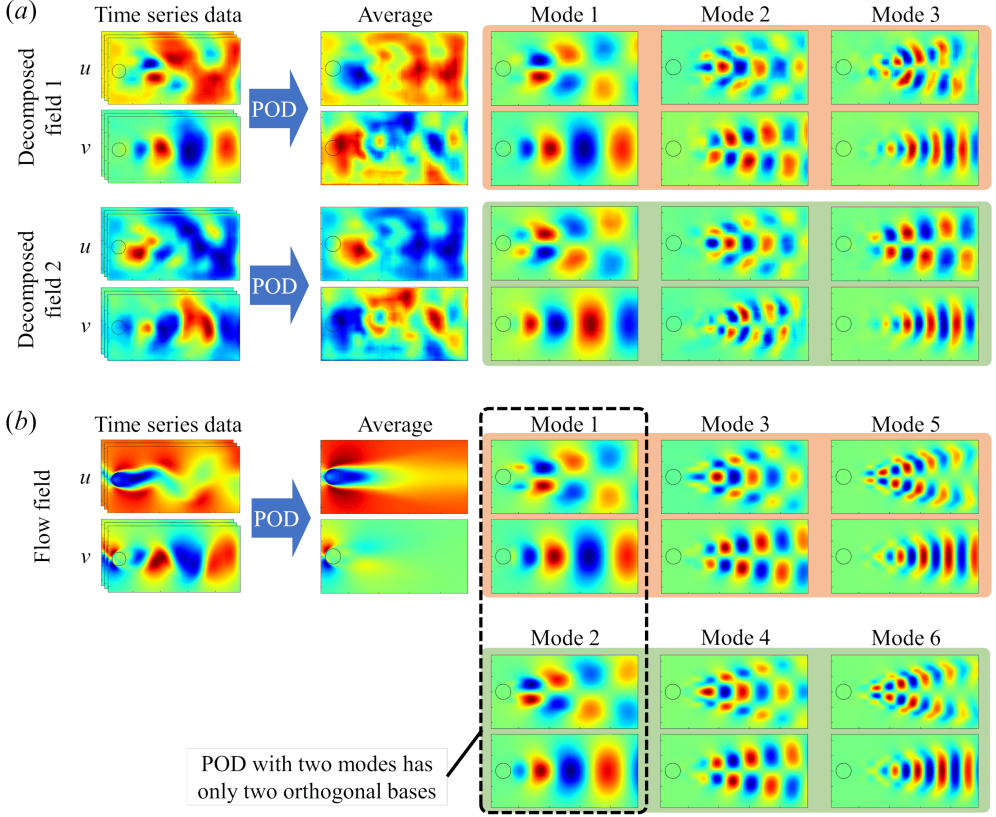 (a)
Time series data Average Mode 1 Mode 2 Mode 3
Decomposed
field 1
u
v
POD
Decomposed
field 2
u
v
POD
(b)
Time series data Average Mode 1 Mode 3 Mode 5
Flow field
u
v
POD
Mode 2 Mode 4 Mode 6
POD with two modes has
only two orthogonal bases